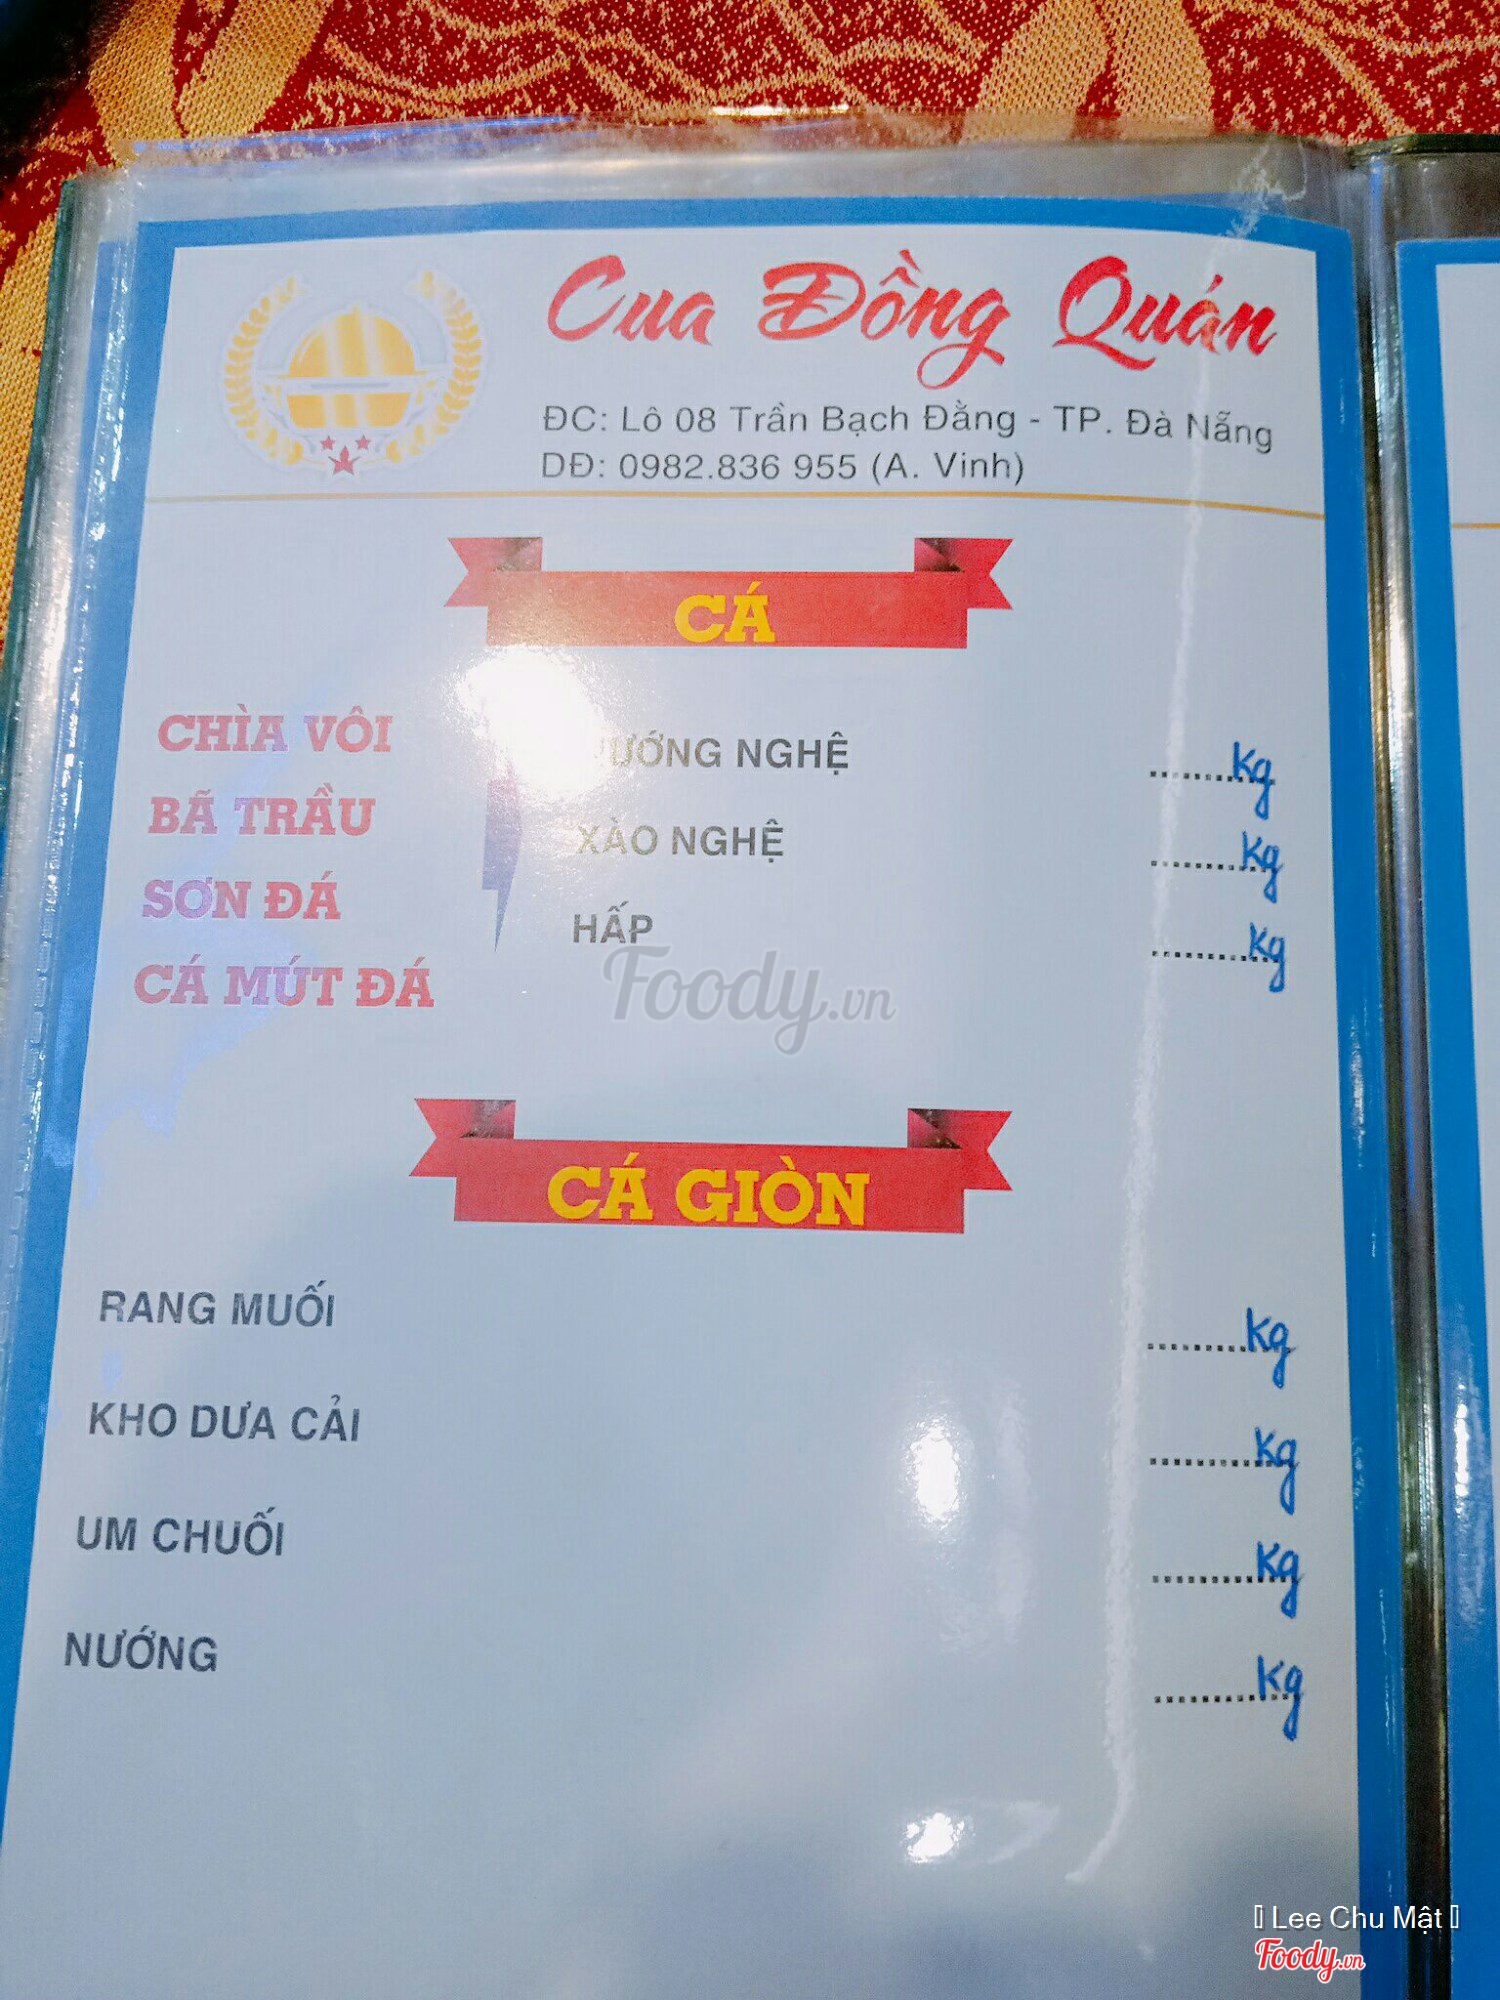 Cua Đồng Quán
ĐC: Lô 08 Trần Bạch Đằng - TP. Đà Nẵng
DĐ: 0982.836 955 (A. Vinh)
CÁ
CHÌA VÔI
BÃ TRẦU
SƠN ĐÁ
CÁ MÚT ĐÁ
NGHỆ ............Kg
XÀO NGHỆ ............Kg
HẤP ............Kg
Foody.vn
CÁ GIÒN
RANG MUỐI ............Kg
KHO DƯA CẢI ............Kg
UM CHUỐI ............Kg
NƯỚNG ............Kg
Lee Chu Mật
Foody.vn